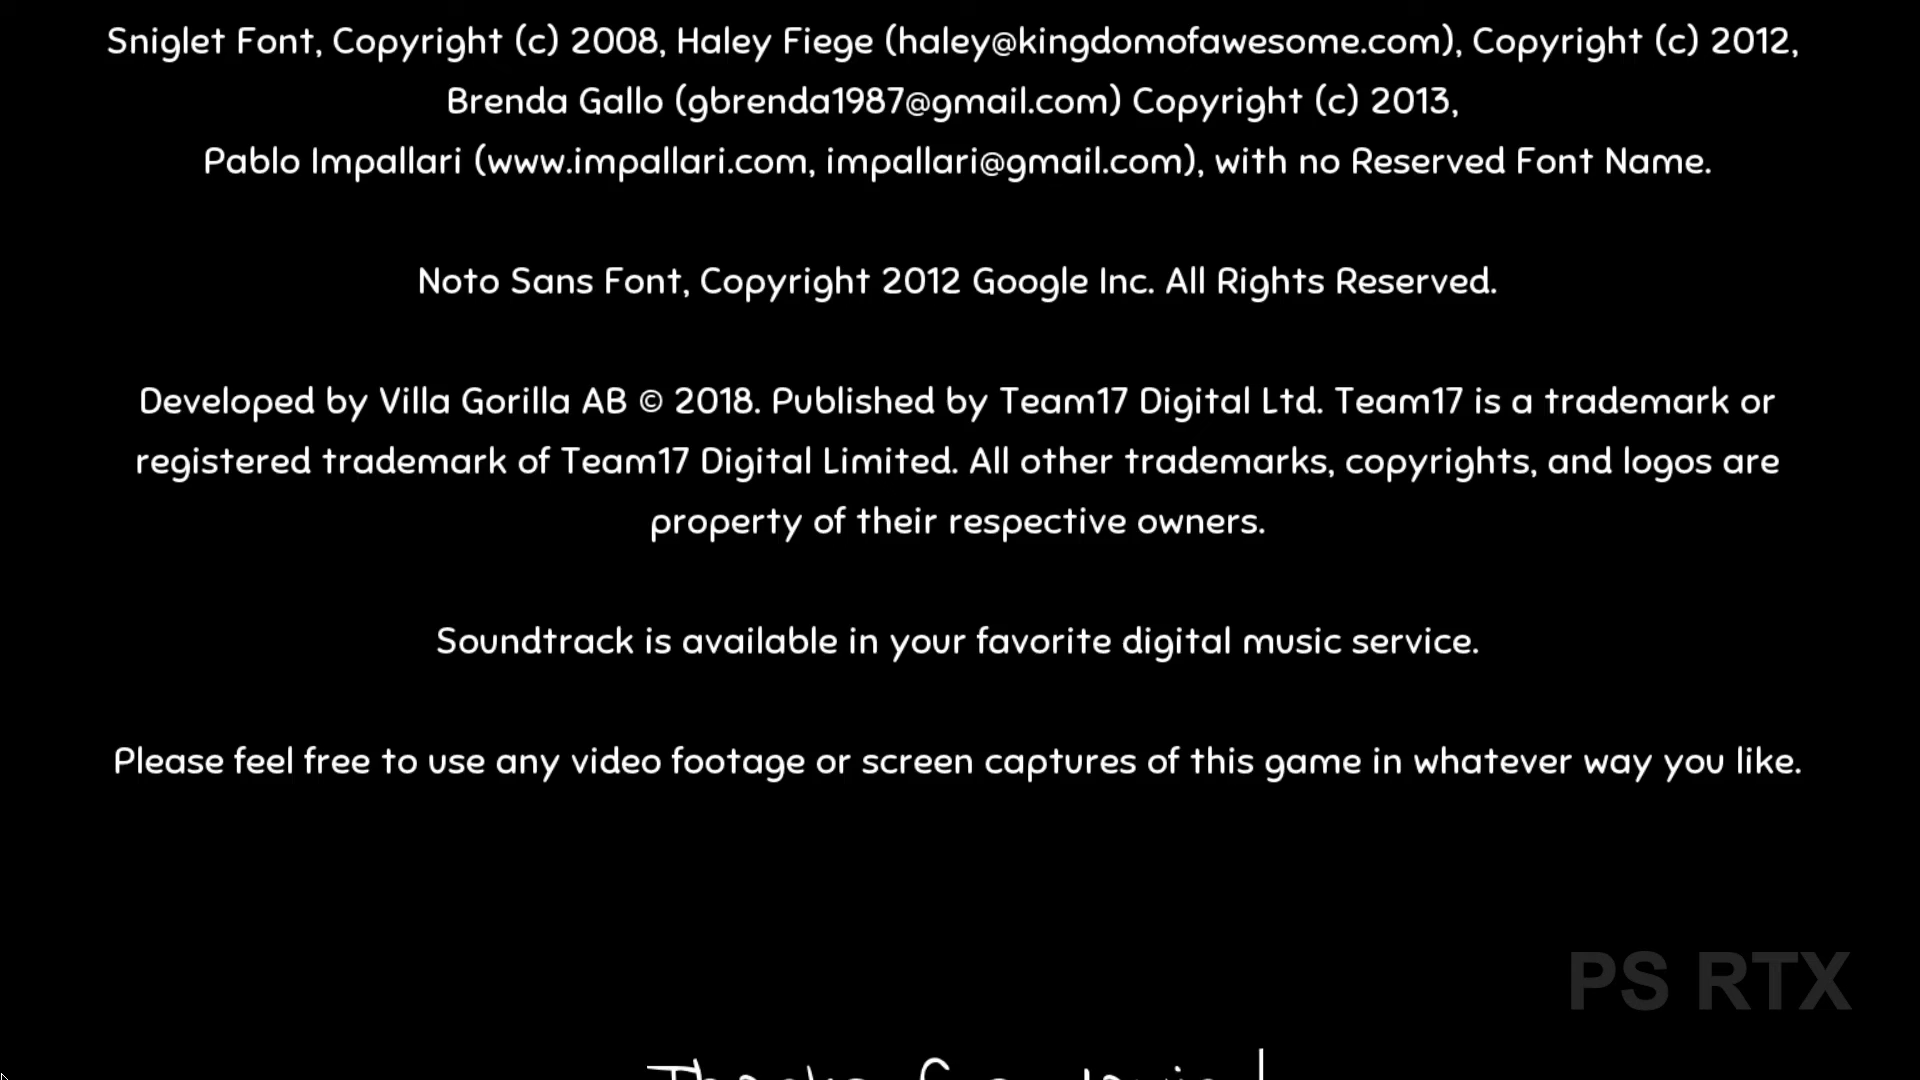 Sniglet Font, Copyright (c) 2008, Haley Fiege (haley@kingdomofawesome.com), Copyright (c) 2012,
Brenda Gallo (gbrenda1987@gmail.com) Copyright (c) 2013,
Pablo Impallari (www.impallari.com, impallari@gmail.com), with no Reserved Font Name.
Noto Sans Font, Copyright 2012 Google Inc. All Rights Reserved.
Developed by Villa Gorilla AB © 2018. Published by Team17 Digital Ltd. Team17 is a trademark or
registered trademark of Team17 Digital Limited. All other trademarks, copyrights, and logos are
property of their respective owners.
Soundtrack is available in your favorite digital music service.
Please feel free to use any video footage or screen captures of this game in whatever way you like.
PS RTX